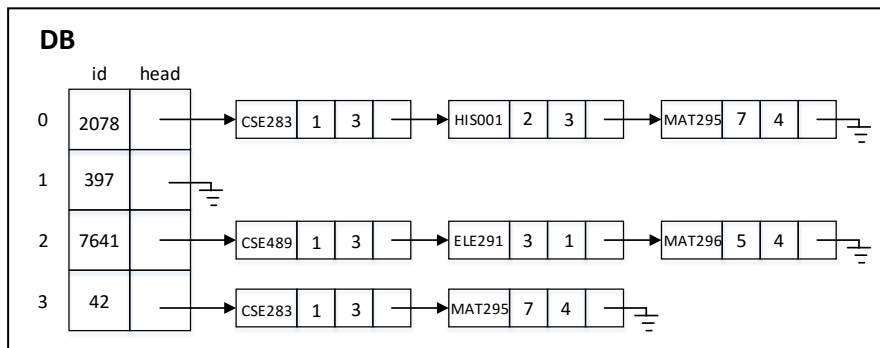 DB
id head
0 2078 CSE283 1 3 HIS001 2 3 MAT295 7 4
1 397
2 7641 CSE489 1 3 ELE291 3 1 MAT296 5 4
3 42 CSE283 1 3 MAT295 7 4